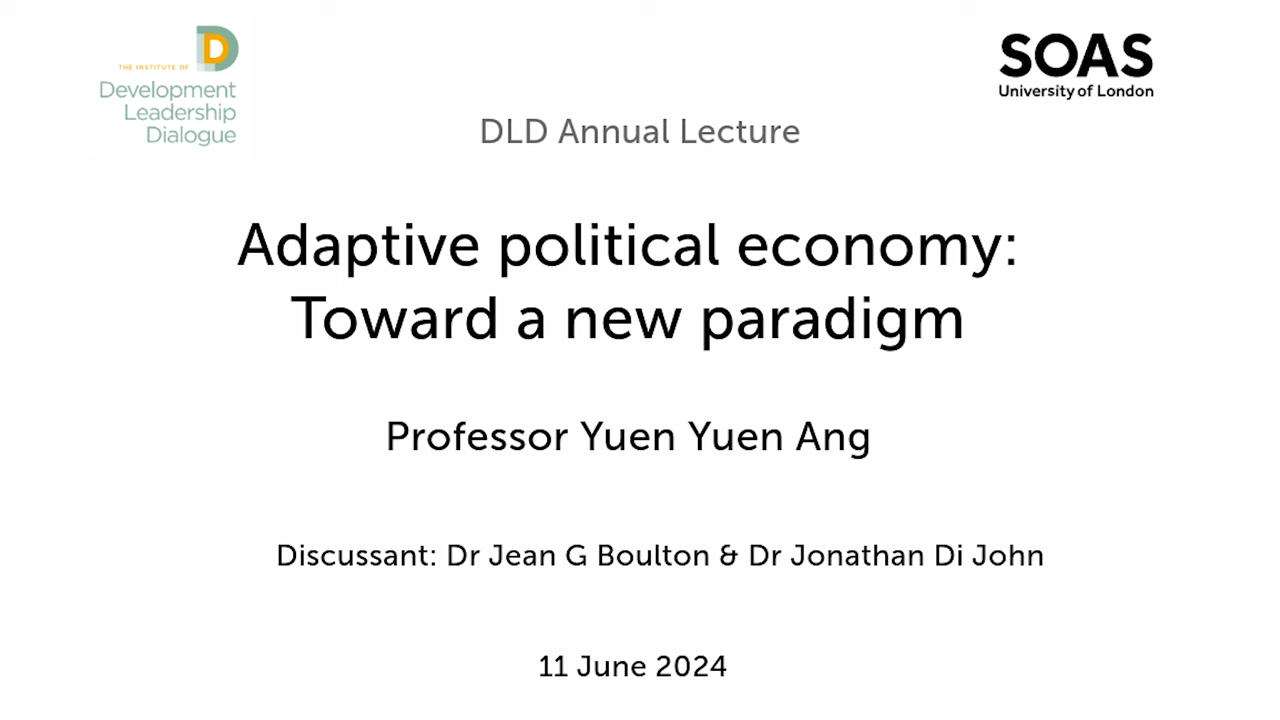 D
THE INSTITUTE OF
Development
Leadership
Dialogue
SOAS
University of London
DLD Annual Lecture
Adaptive political economy:
Toward a new paradigm
Professor Yuen Yuen Ang
Discussant: Dr Jean G Boulton & Dr Jonathan Di John
11 June 2024